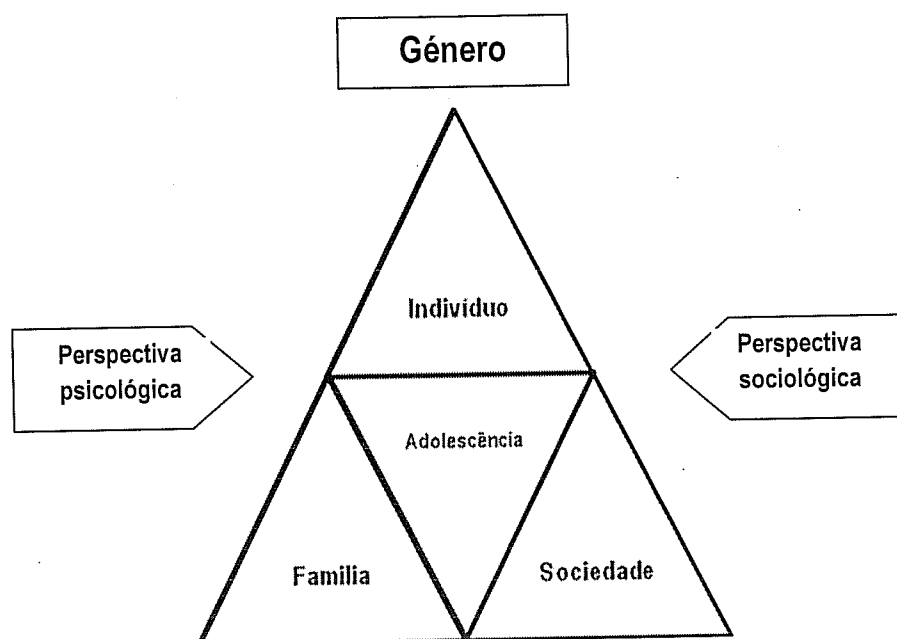 Género
Indivíduo
Perspectiva
psicológica
Perspectiva
sociológica
Adolescência
Familia
Sociedade